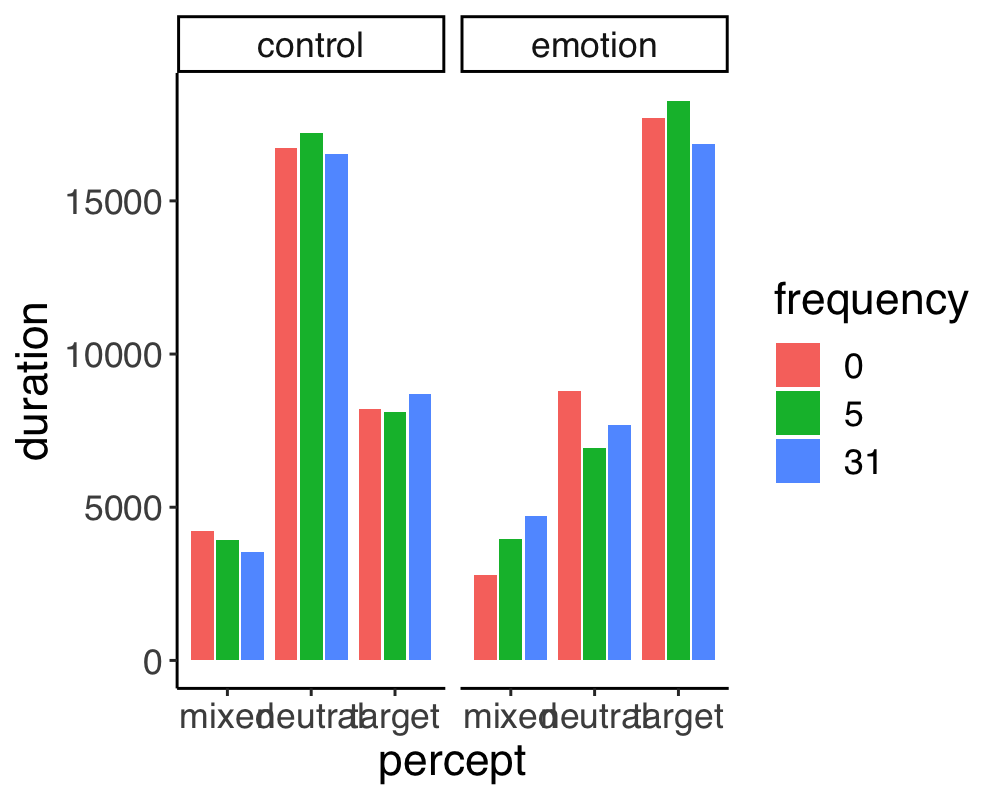 control
emotion
duration
15000
10000
5000
0
mixed neutral target
mixed neutral target
percept
frequency
0
5
31